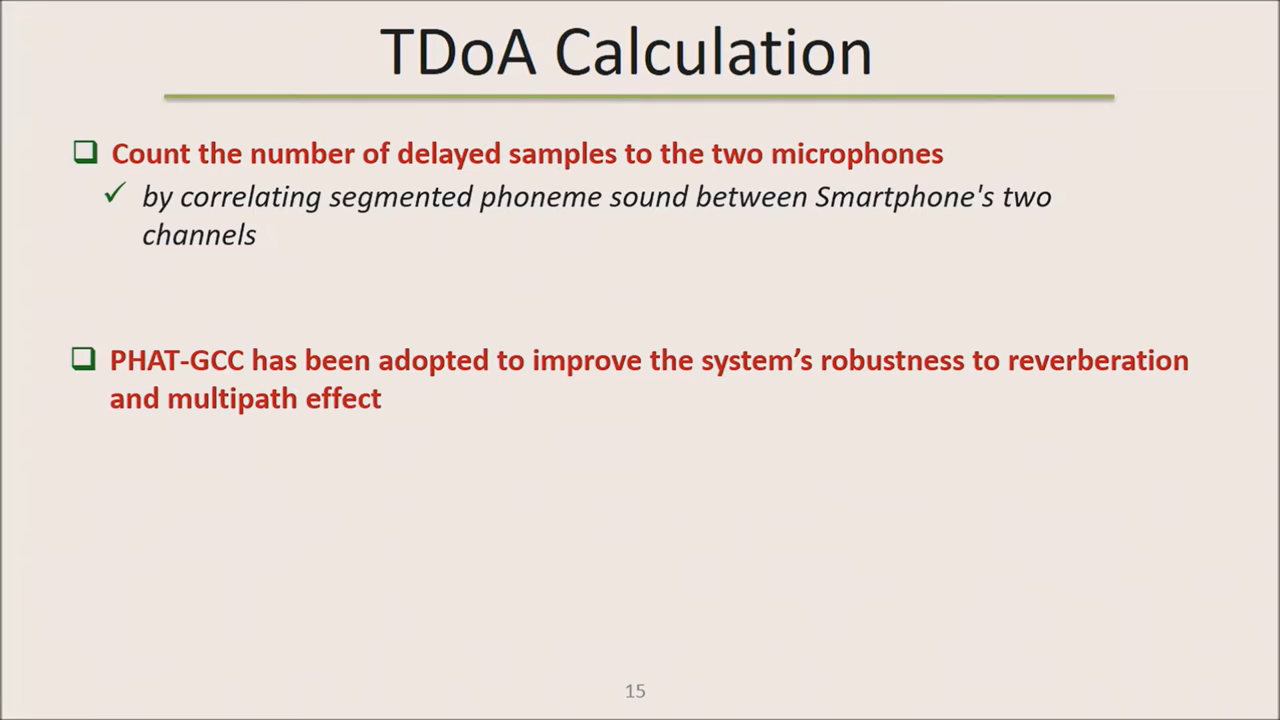 TDoA Calculation
Count the number of delayed samples to the two microphones
by correlating segmented phoneme sound between Smartphone's two
channels
PHAT-GCC has been adopted to improve the system’s robustness to reverberation
and multipath effect
15